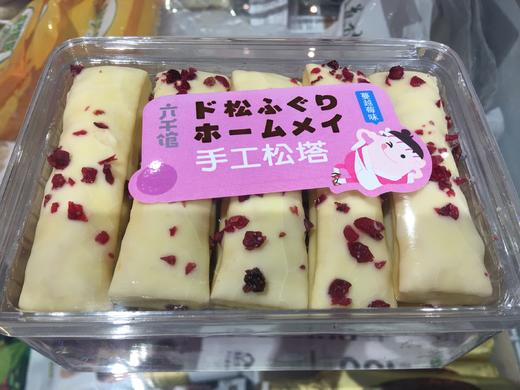 六千馆
ド松ふぐり
ホームメイ
手工松塔
蔓越莓味